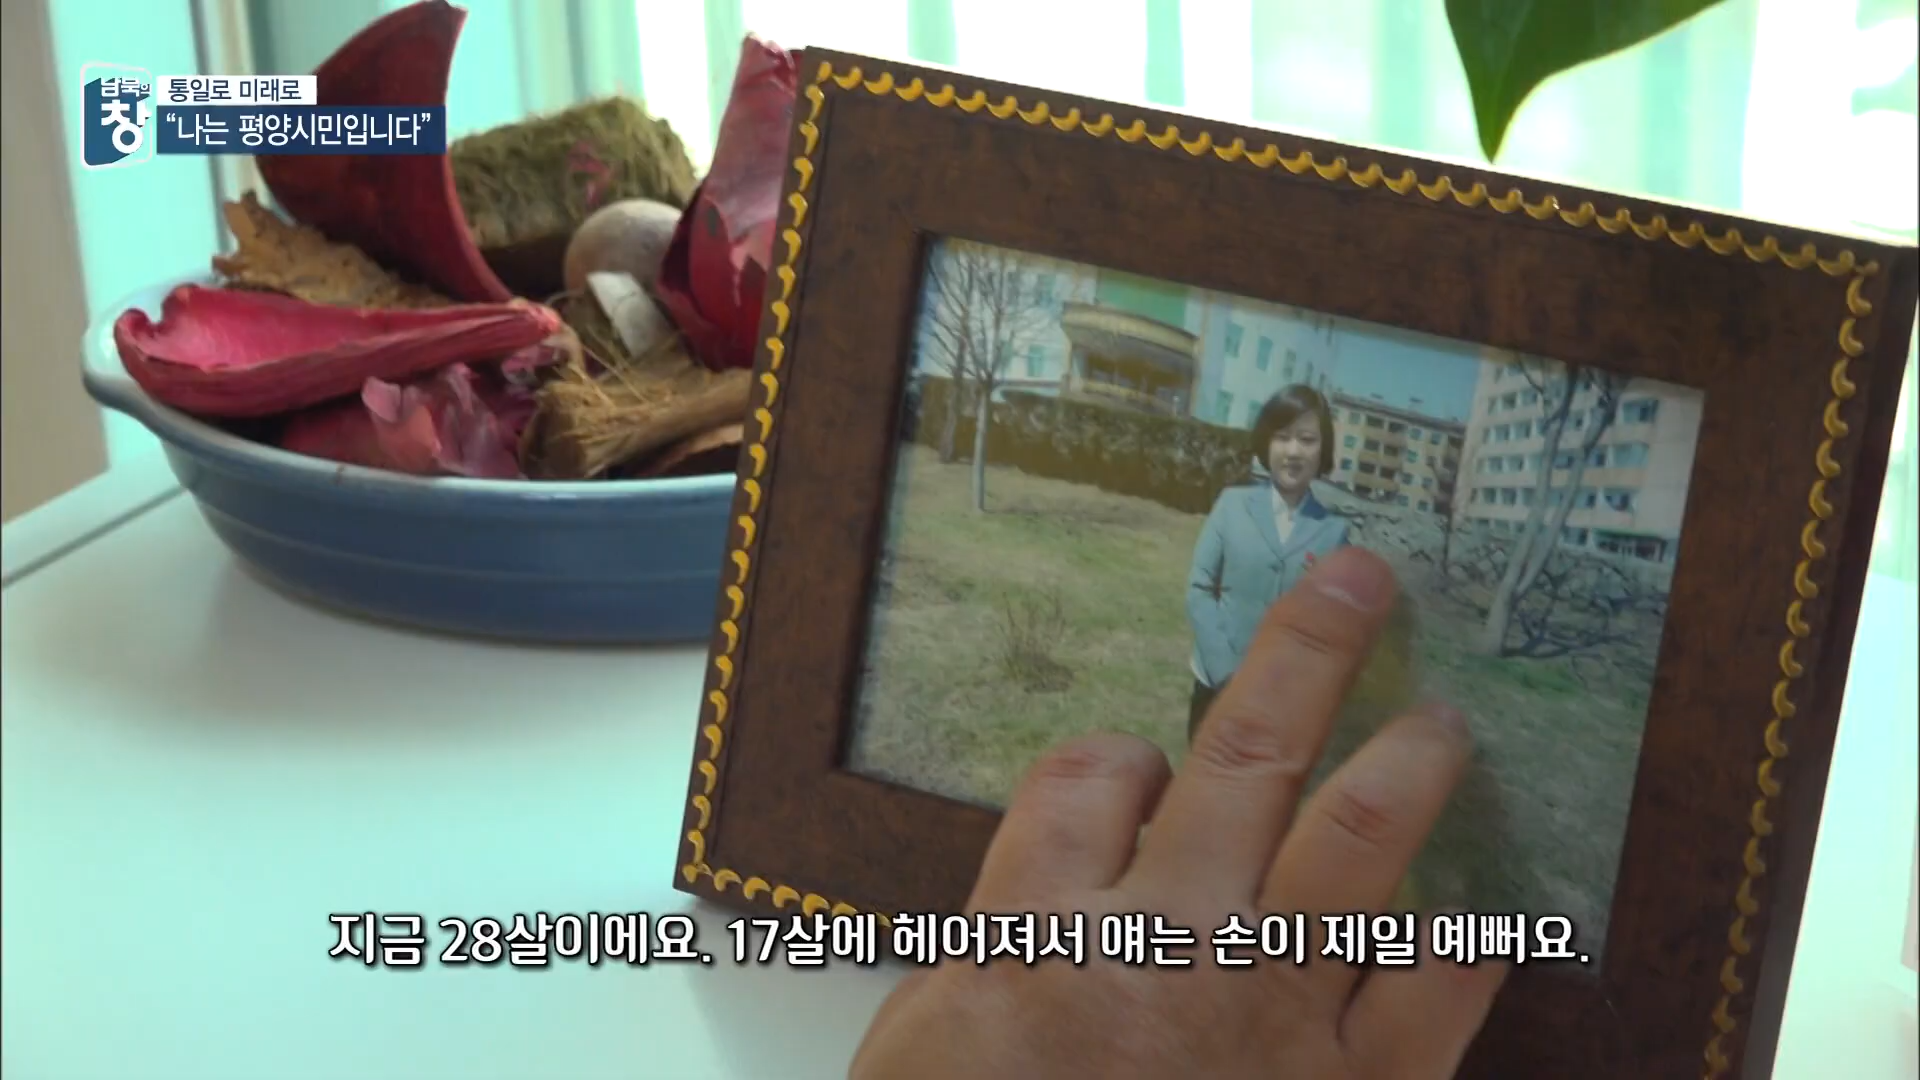 남북의
창
통일로 미래로
“나는 평양시민입니다”
지금 28살이에요. 17살에 헤어져서 얘는 손이 제일 예뻐요.